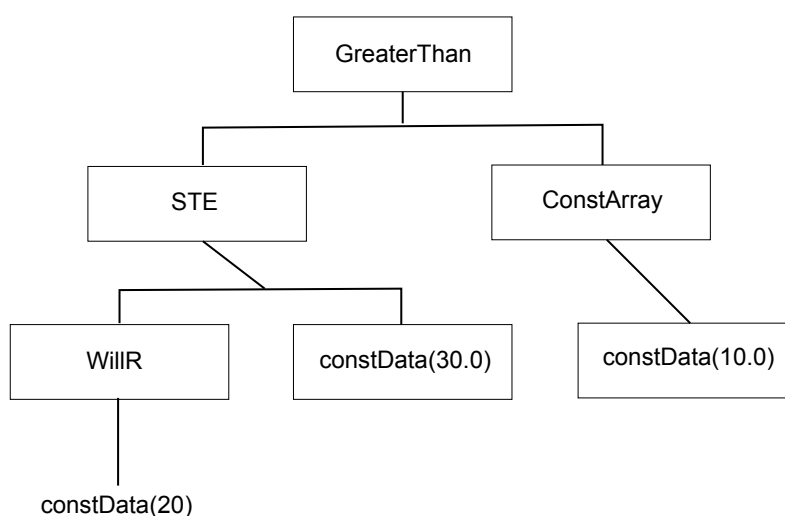 GreaterThan
STE
ConstArray
WillR
constData(30.0)
constData(10.0)
constData(20)